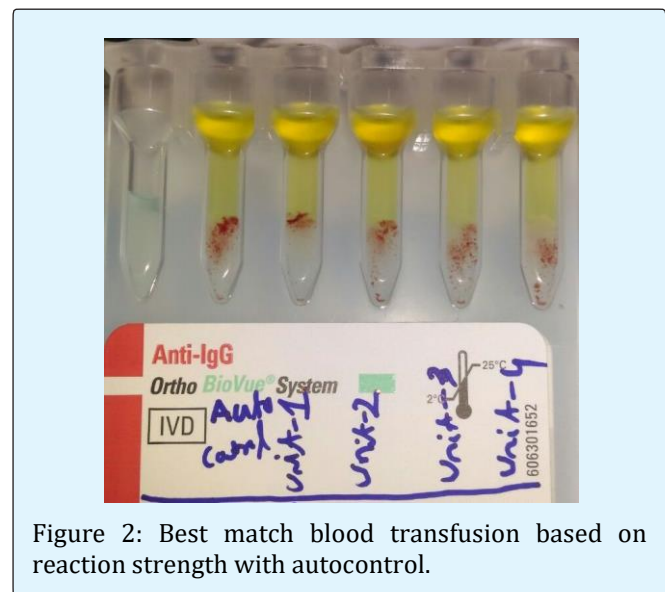 Anti-IgG
Ortho BioVue® System
IVD
Auto
Unit-1
Unit-2
Unit-3
Unit-4
2°C
25°C
606301652
Figure 2: Best match blood transfusion based on
reaction strength with autocontrol.